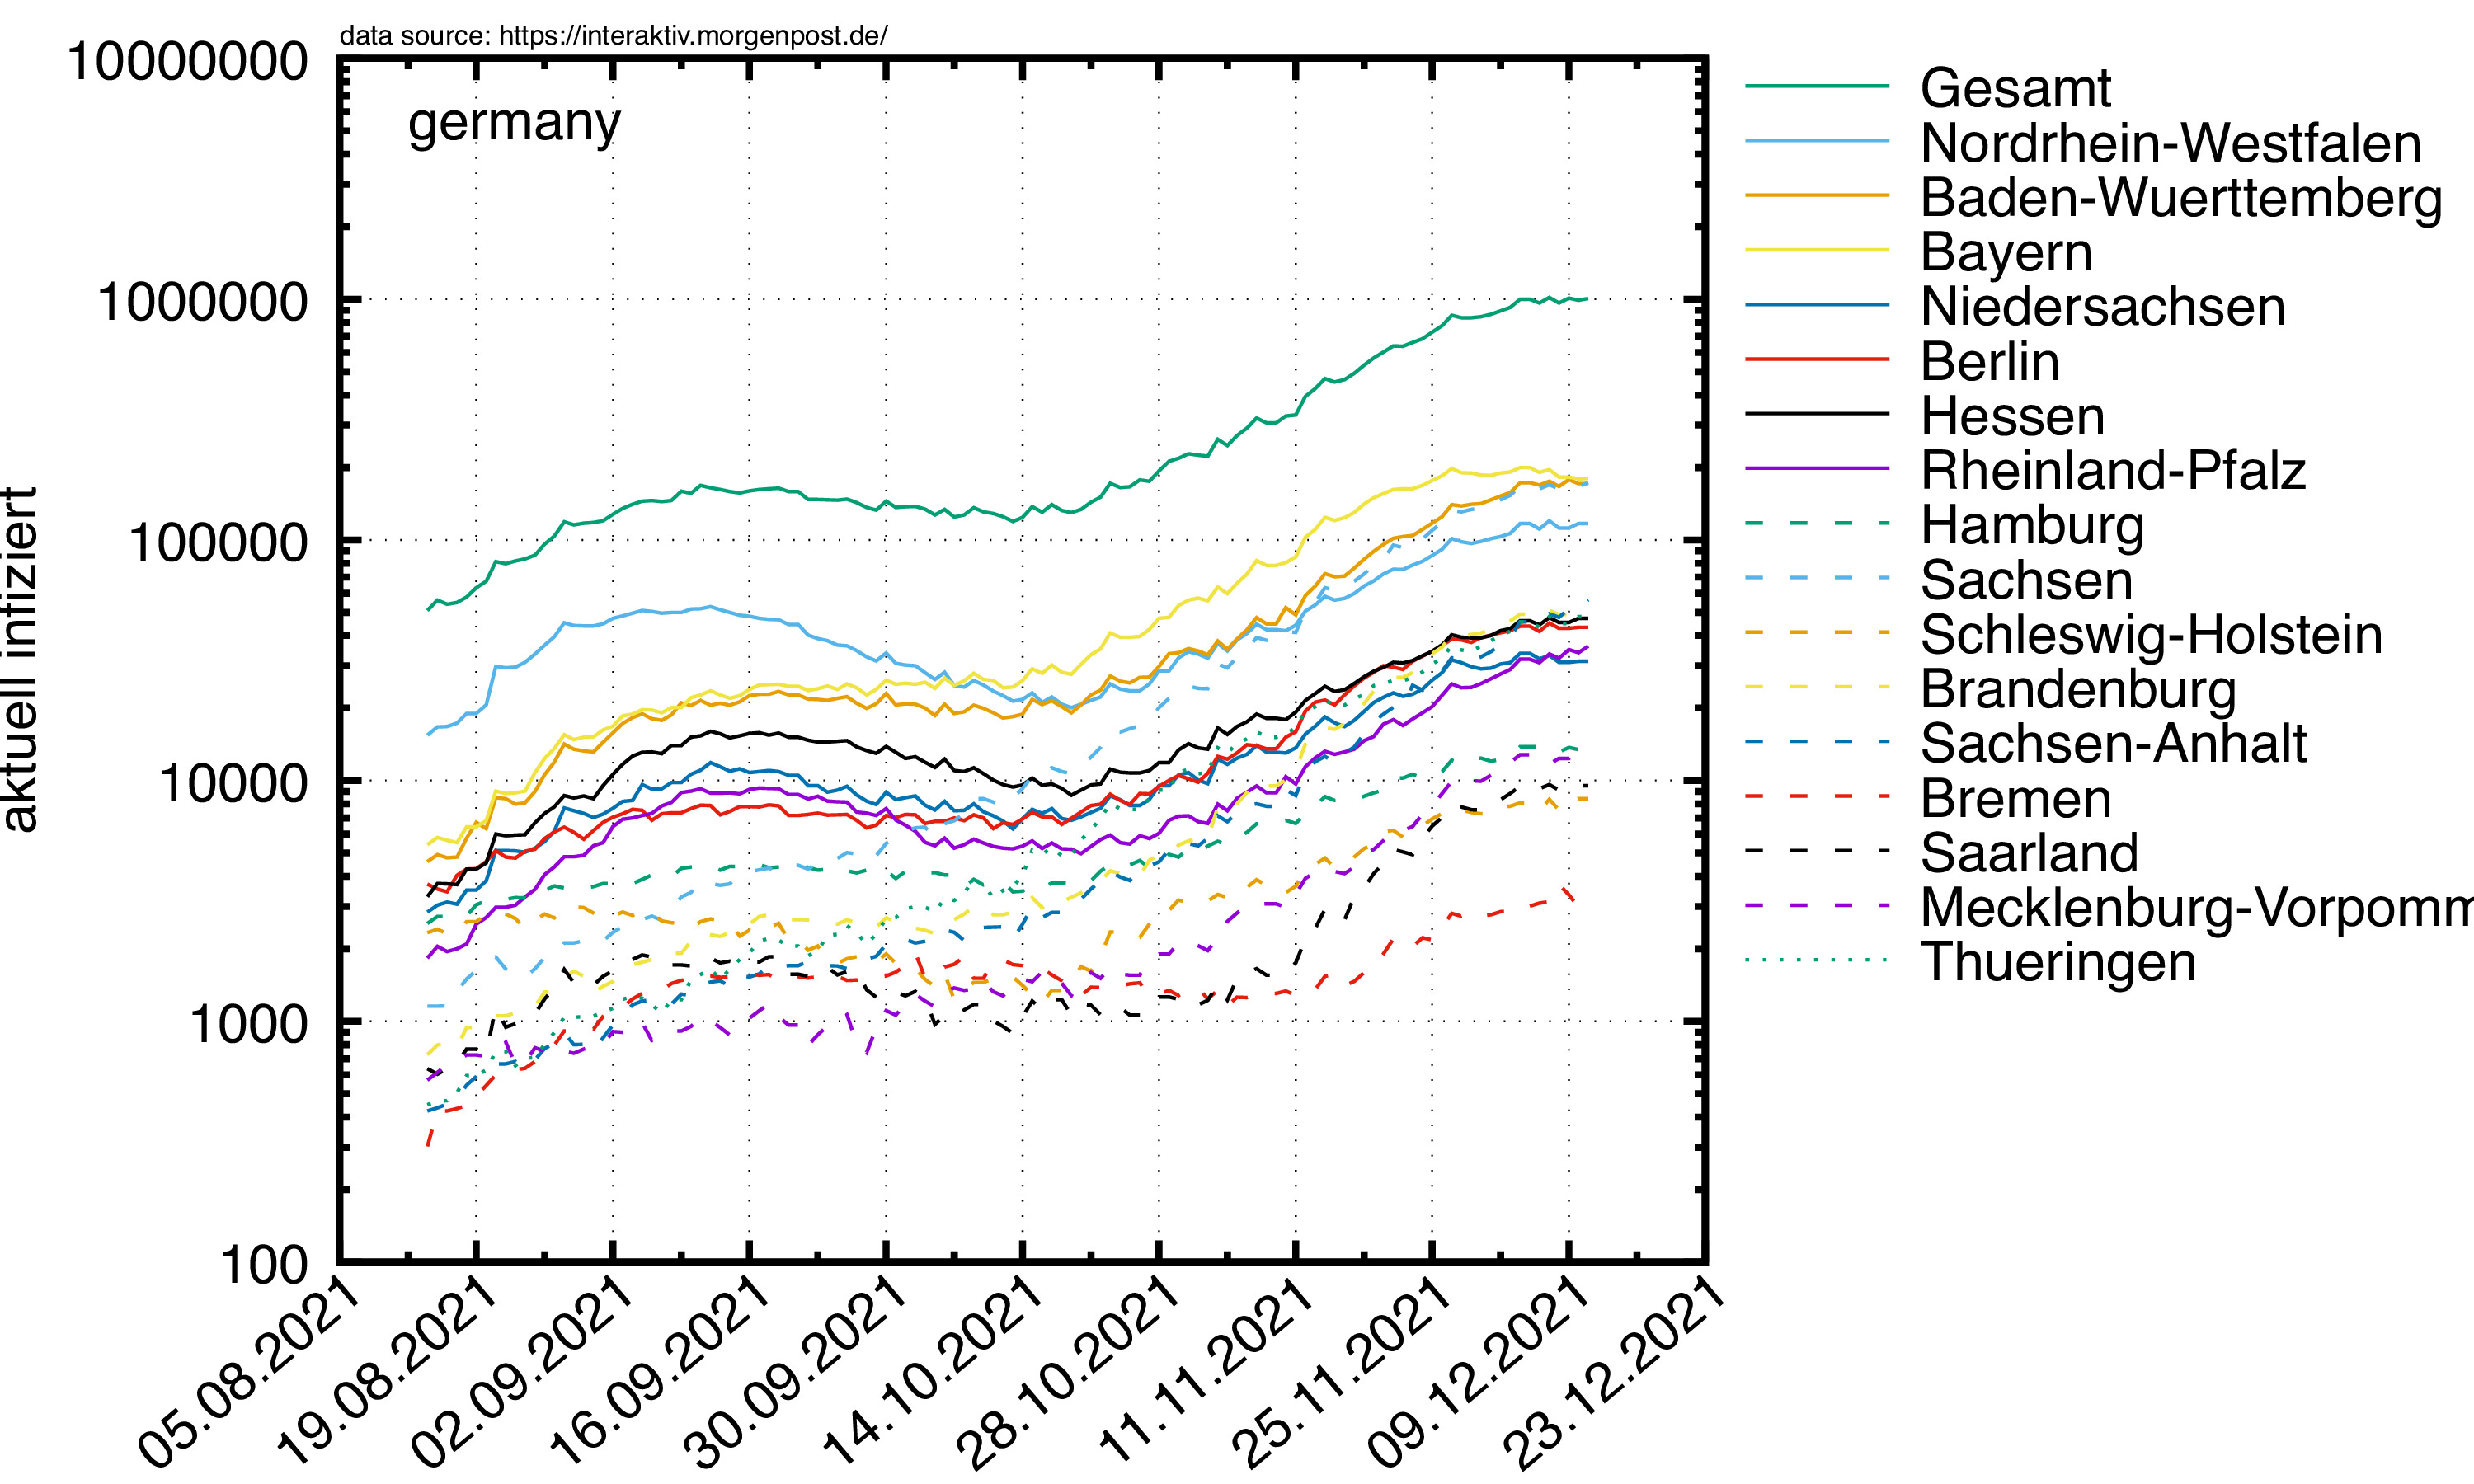 data source: https://interaktiv.morgenpost.de/
10000000
1000000
100000
10000
1000
100
aktuell infiziert
germany
Gesamt
Nordrhein-Westfalen
Baden-Wuerttemberg
Bayern
Niedersachsen
Berlin
Hessen
Rheinland-Pfalz
Hamburg
Sachsen
Schleswig-Holstein
Brandenburg
Sachsen-Anhalt
Bremen
Saarland
Mecklenburg-Vorpomm
Thueringen
05.08.2021
19.08.2021
02.09.2021
16.09.2021
30.09.2021
14.10.2021
28.10.2021
11.11.2021
25.11.2021
09.12.2021
23.12.2021